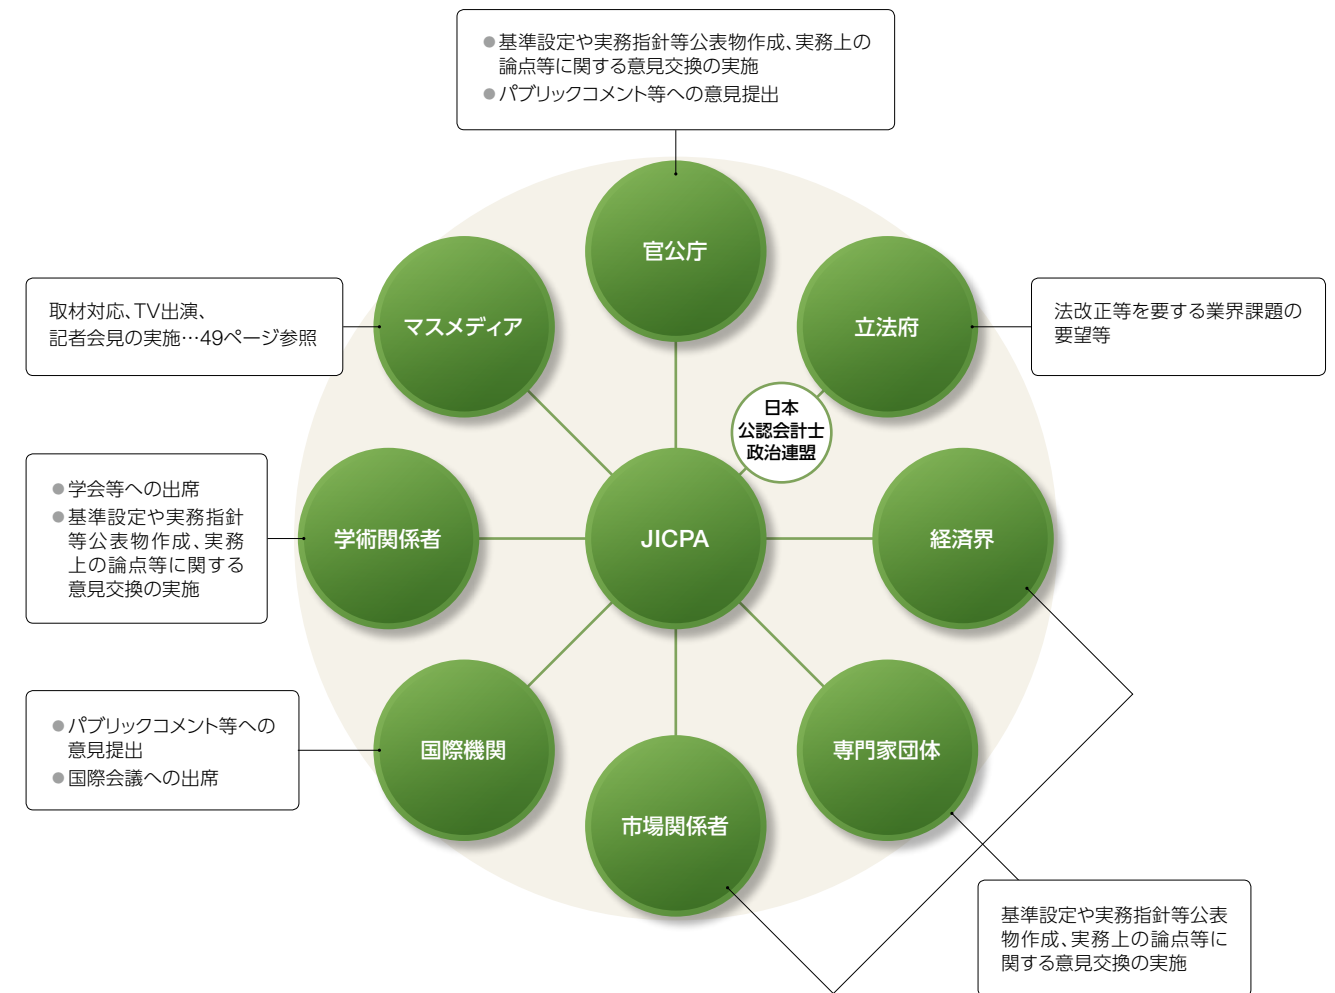 ●基準設定や実務指針等公表物作成、実務上の
論点等に関する意見交換の実施
●パブリックコメント等への意見提出
官公庁
マスメディア
立法府
取材対応、TV出演、
記者会見の実施…49ページ参照
法改正等を要する業界課題の
要望等
日本
公認会計士
政治連盟
●学会等への出席
●基準設定や実務指針
等公表物作成、実務
上の論点等に関する
意見交換の実施
学術関係者
JICPA
経済界
●パブリックコメント等への
意見提出
●国際会議への出席
国際機関
専門家団体
市場関係者
基準設定や実務指針等公表
物作成、実務上の論点等に
関する意見交換の実施